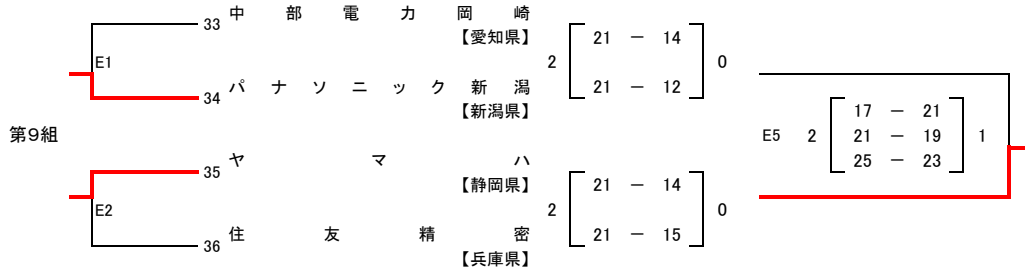 33 中部電力岡崎
【愛知県】
E1
2 21 － 14 0
21 － 12
34 パナソニック新潟
【新潟県】
第9組
E5 2 17 － 21 1
21 － 19
25 － 23
35 ヤマハ
【静岡県】
E2
2 21 － 14 0
21 － 15
36 住友精密
【兵庫県】